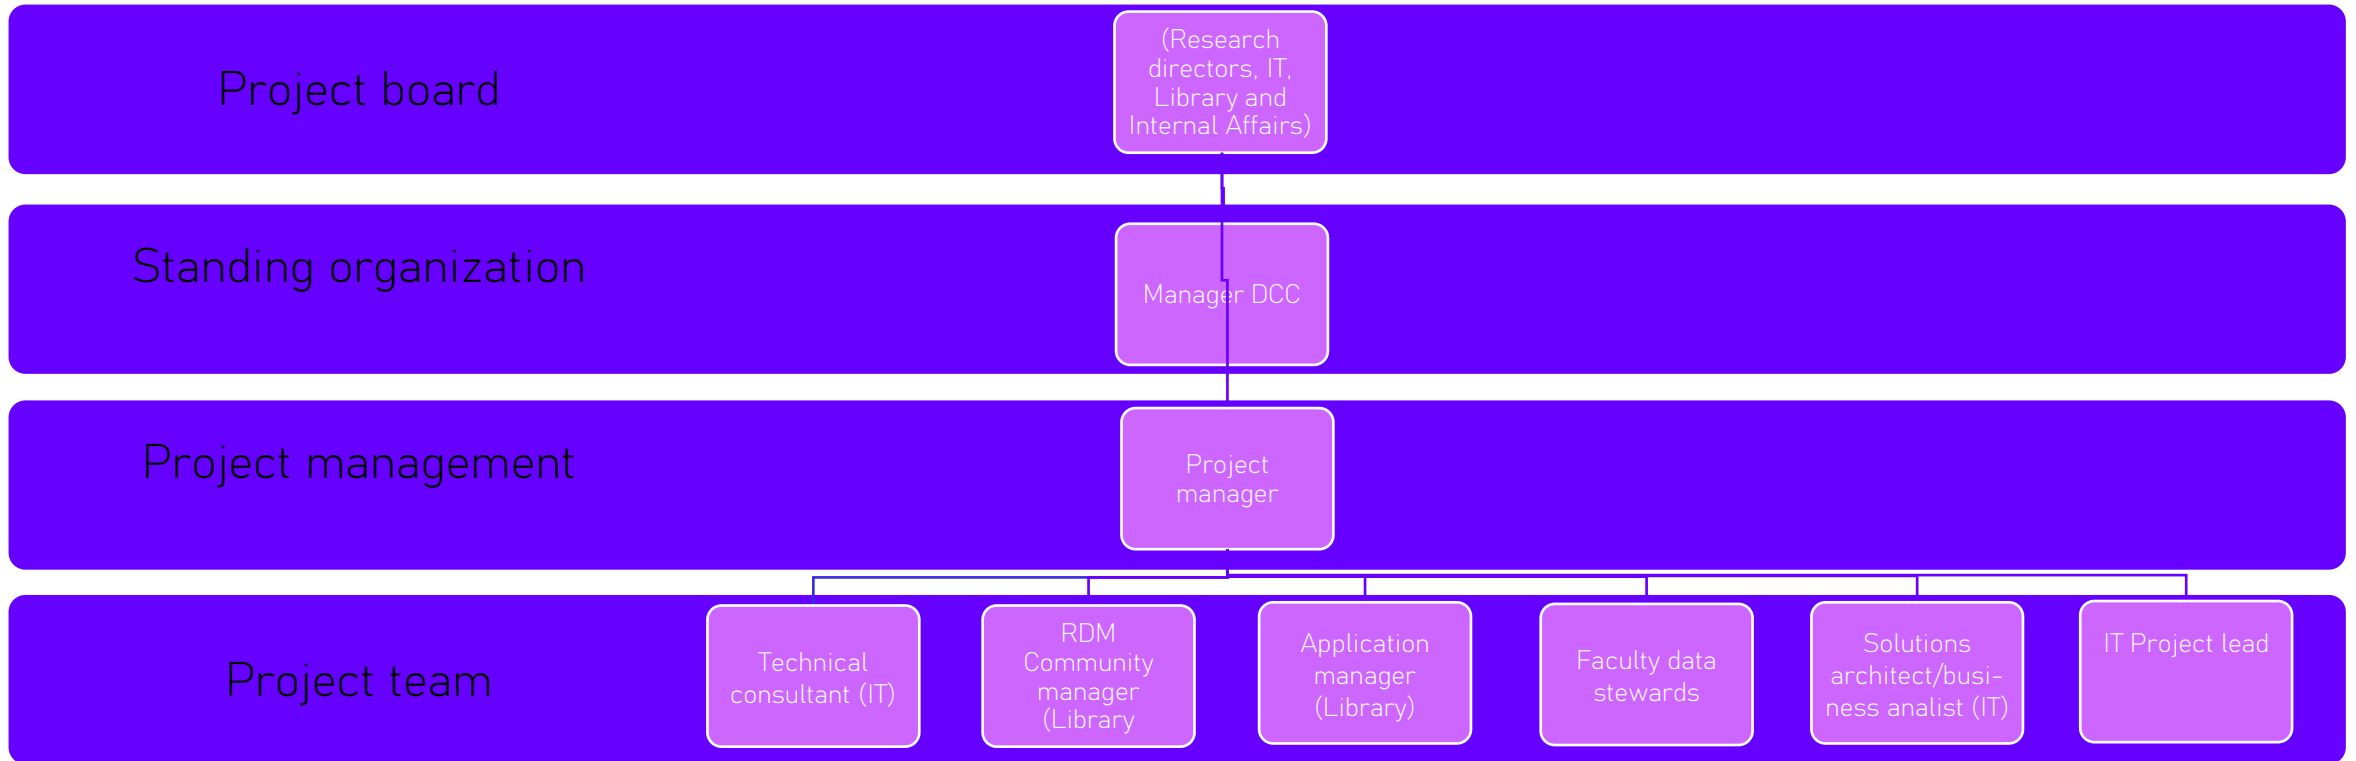 Project board
(Research
directors, IT,
Library and
Internal Affairs)
Standing organization
Manager DCC
Project management
Project
manager
Project team
Technical
consultant (IT)
RDM
Community
manager
(Library
Application
manager
(Library)
Faculty data
stewards
Solutions
architect/busi-
ness analist (IT)
IT Project lead